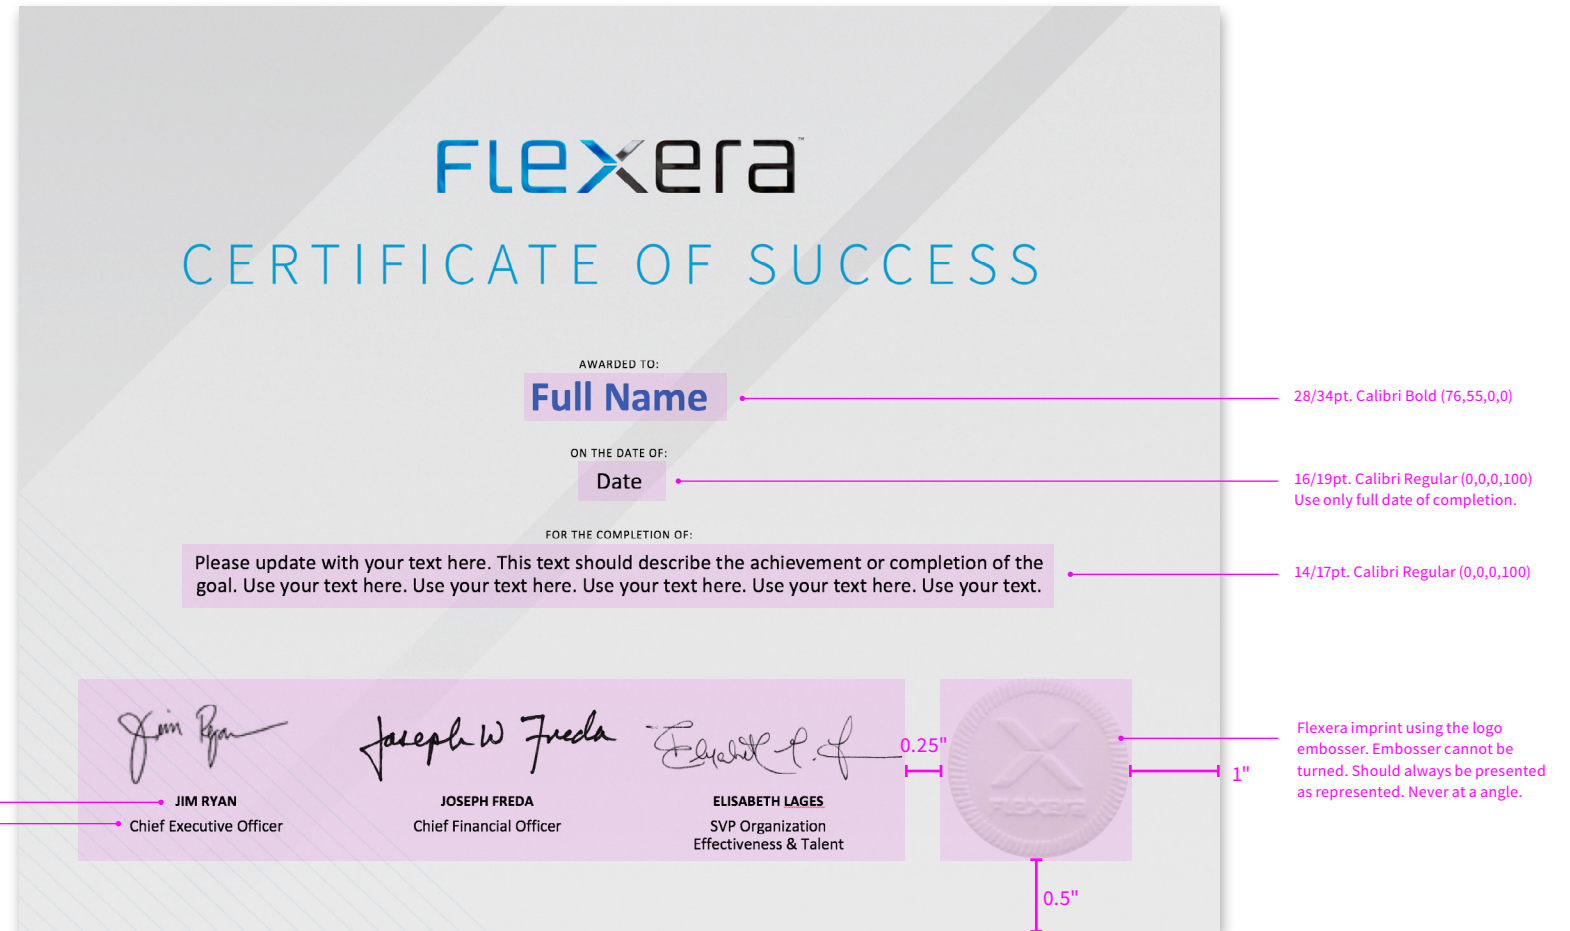 FLEXERA™
CERTIFICATE OF SUCCESS
AWARDED TO:
Full Name
28/34pt. Calibri Bold (76,55,0,0)
ON THE DATE OF:
Date
16/19pt. Calibri Regular (0,0,0,100)
Use only full date of completion.
FOR THE COMPLETION OF:
Please update with your text here. This text should describe the achievement or completion of the
goal. Use your text here. Use your text here. Use your text here. Use your text here. Use your text.
14/17pt. Calibri Regular (0,0,0,100)
Jim Ryan
Joseph W Freda
JIM RYAN
Chief Executive Officer
JOSEPH FREDA
Chief Financial Officer
ELISABETH LAGES
SVP Organization
Effectiveness & Talent
0.25"
FLEXERA
1"
0.5"
Flexera imprint using the logo
embosser. Embosser cannot be
turned. Should always be presented
as represented. Never at a angle.